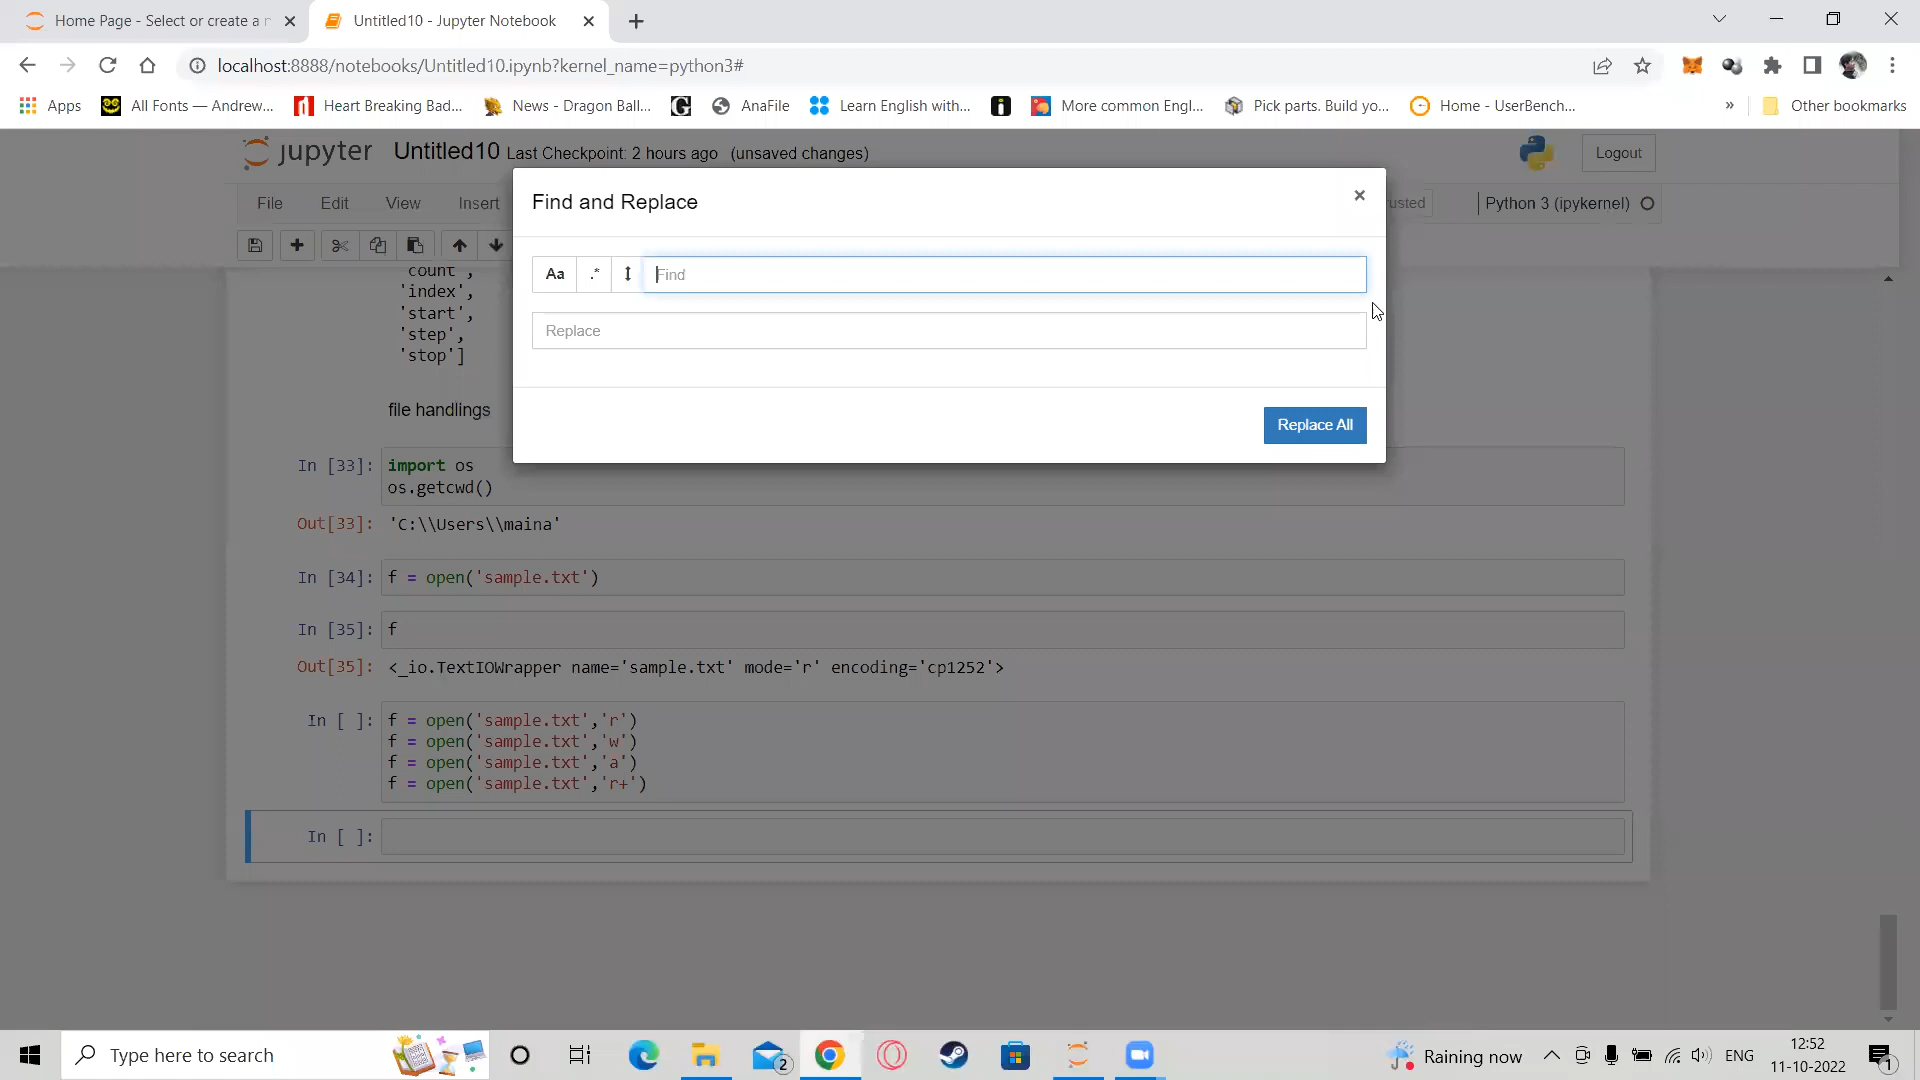 Home Page - Select or create a n
Untitled10 - Jupyter Notebook
localhost:8888/notebooks/Untitled10.ipynb?kernel_name=python3#
Apps
All Fonts — Andrew...
Heart Breaking Bad...
News - Dragon Ball...
AnaFile
Learn English with...
More common Engl...
Pick parts. Build yo...
Home - UserBench...
»
Other bookmarks
jupyter
Untitled10 Last Checkpoint: 2 hours ago (unsaved changes)
Logout
File
Edit
View
Insert
rusted
Python 3 (ipykernel)
Find and Replace
Aa
.*
Find
Replace
Replace All
'count',
'index',
'start',
'step',
'stop']
file handlings
In [33]: import os
os.getcwd()
Out[33]: 'C:\\Users\\maina'
In [34]: f = open('sample.txt')
In [35]: f
Out[35]: <_io.TextIOWrapper name='sample.txt' mode='r' encoding='cp1252'>
In [ ]: f = open('sample.txt','r')
f = open('sample.txt','w')
f = open('sample.txt','a')
f = open('sample.txt','r+')
In [ ]:
Type here to search
2
Raining now
ENG
12:52
11-10-2022
1